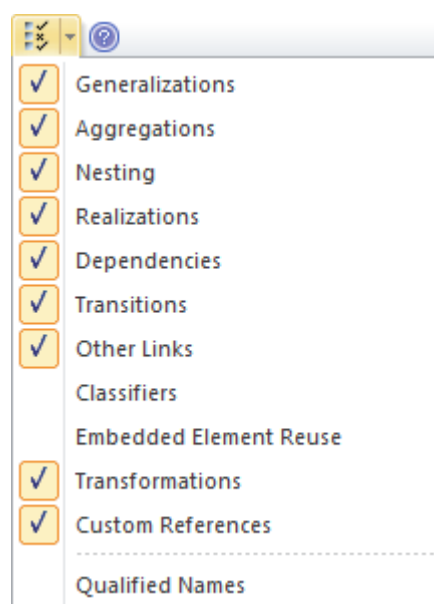 Generalizations
Aggregations
Nesting
Realizations
Dependencies
Transitions
Other Links
Classifiers
Embedded Element Reuse
Transformations
Custom References
Qualified Names